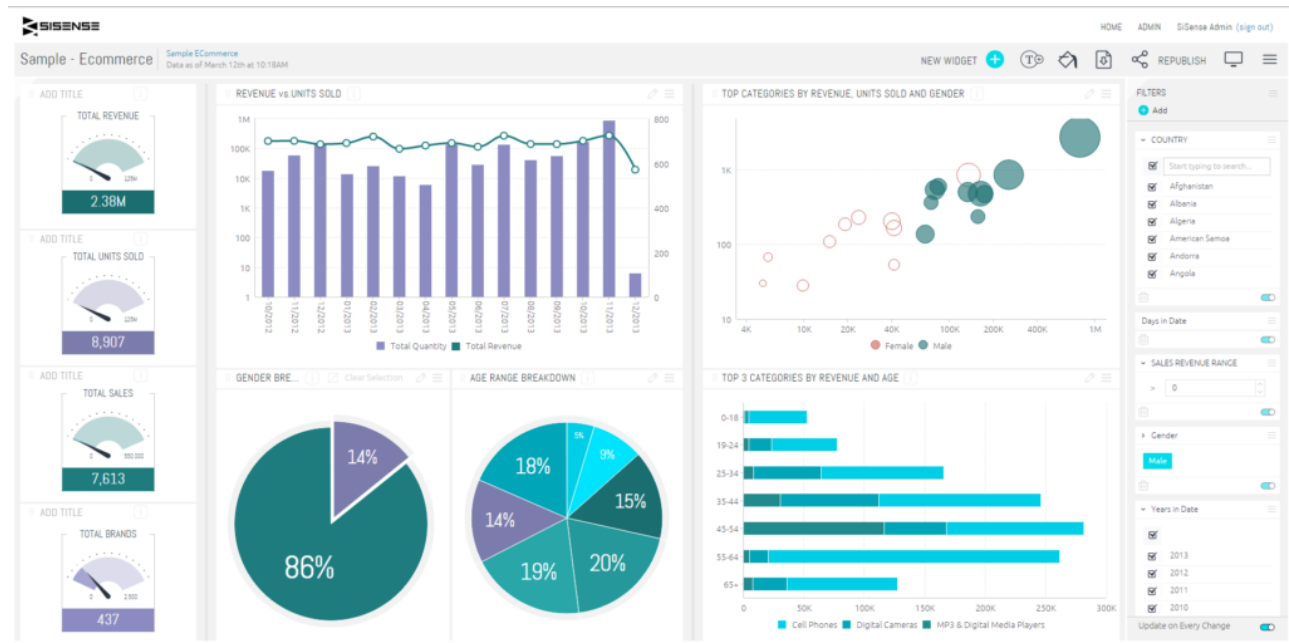 SISENSE
HOME ADMIN SiSense Admin (sign out)
Sample - Ecommerce
Sample ECommerce
Data as of March 12th at 10:18AM
NEW WIDGET
REPUBLISH
ADD TITLE
TOTAL REVENUE
0 125M
2.38M
ADD TITLE
TOTAL UNITS SOLD
0 125M
8,907
ADD TITLE
TOTAL SALES
0 550,000
7,613
ADD TITLE
TOTAL BRANDS
0 2,500
437
REVENUE vs.UNITS SOLD
1M
100K
10K
1K
100
10
1
800
600
400
200
0
10/2012
11/2012
12/2012
01/2013
02/2013
03/2013
04/2013
05/2013
06/2013
07/2013
08/2013
09/2013
10/2013
11/2013
12/2013
Total Quantity Total Revenue
TOP CATEGORIES BY REVENUE, UNITS SOLD AND GENDER
1K
100
10
4K 10K 20K 40K 100K 200K 400K 1M
Female Male
GENDER BRE... Clear Selection
14%
86%
AGE RANGE BREAKDOWN
5%
9%
15%
20%
19%
14%
18%
TOP 3 CATEGORIES BY REVENUE AND AGE
0-18
19-24
25-34
35-44
45-54
55-64
65+
0 50K 100K 150K 200K 250K 300K
Cell Phones Digital Cameras MP3 & Digital Media Players
FILTERS
Add
COUNTRY
Start typing to search...
Afghanistan
Albania
Algeria
American Samoa
Andorra
Angola
Days in Date
SALES REVENUE RANGE
> 0
Gender
Male
Years in Date
2013
2012
2011
2010
Update on Every Change